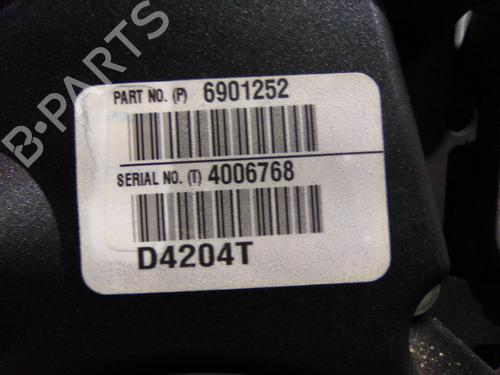 B-PARTS
PART NO. (P) 6901252
SERIAL NO. (T) 4006768
D4204T